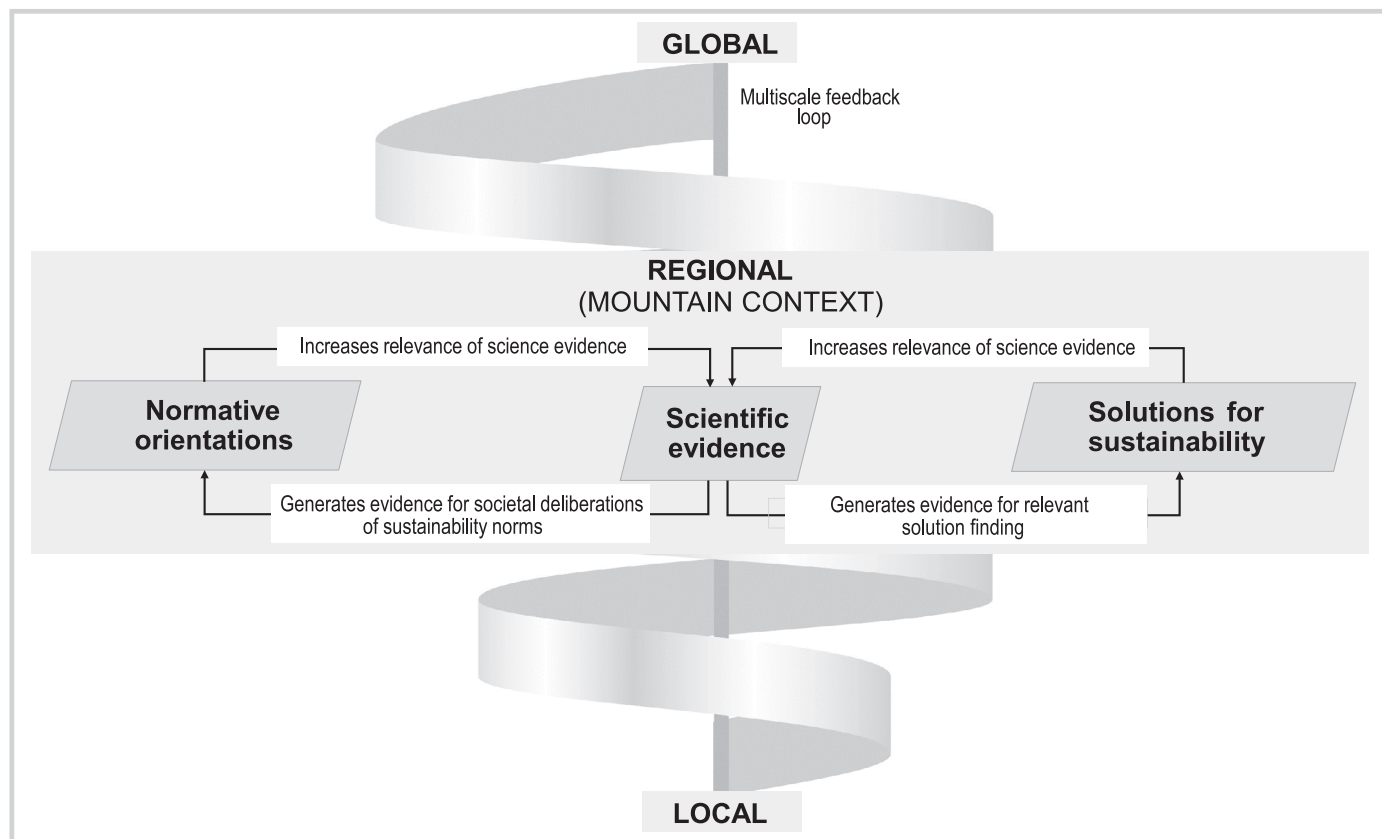 GLOBAL
Multiscale feedback
loop
REGIONAL
(MOUNTAIN CONTEXT)
Increases relevance of science evidence
Increases relevance of science evidence
Normative
orientations
Scientific
evidence
Solutions for
sustainability
Generates evidence for societal deliberations
of sustainability norms
Generates evidence for relevant
solution finding
LOCAL